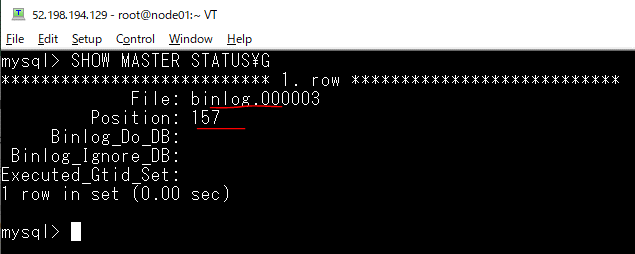 52.198.194.129 - root@node01:~ VT
File Edit Setup Control Window Help
mysql> SHOW MASTER STATUS¥G
*************************** 1. row ***************************
File: binlog.000003
Position: 157
Binlog_Do_DB:
Binlog_Ignore_DB:
Executed_Gtid_Set:
1 row in set (0.00 sec)
mysql>